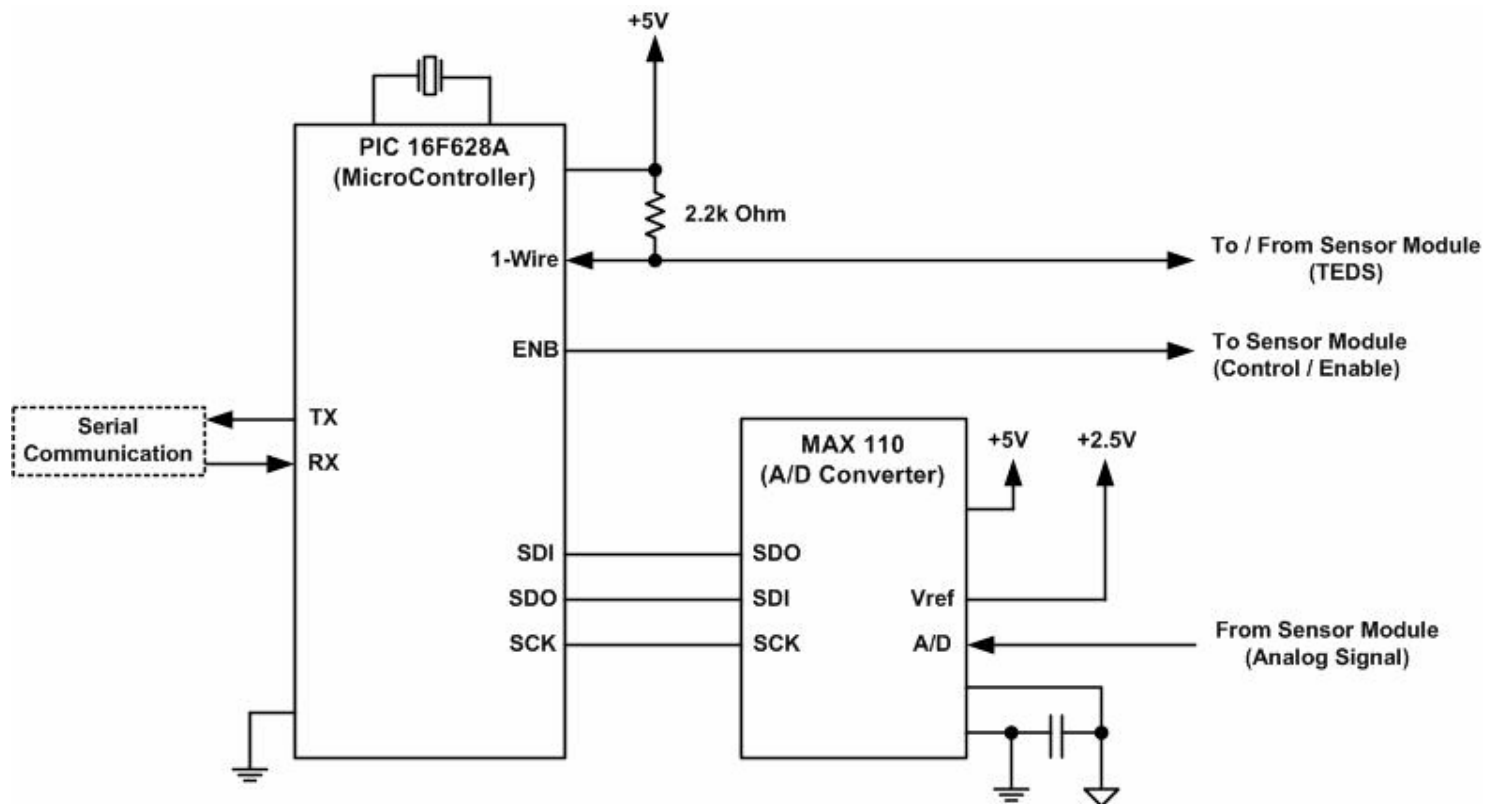 +5V
PIC 16F628A
(MicroController)
2.2k Ohm
1-Wire
To / From Sensor Module
(TEDS)
ENB
To Sensor Module
(Control / Enable)
Serial
Communication
TX
RX
MAX 110
(A/D Converter)
+5V
+2.5V
SDI
SDO
SDO
SDI
Vref
SCK
SCK
A/D
From Sensor Module
(Analog Signal)